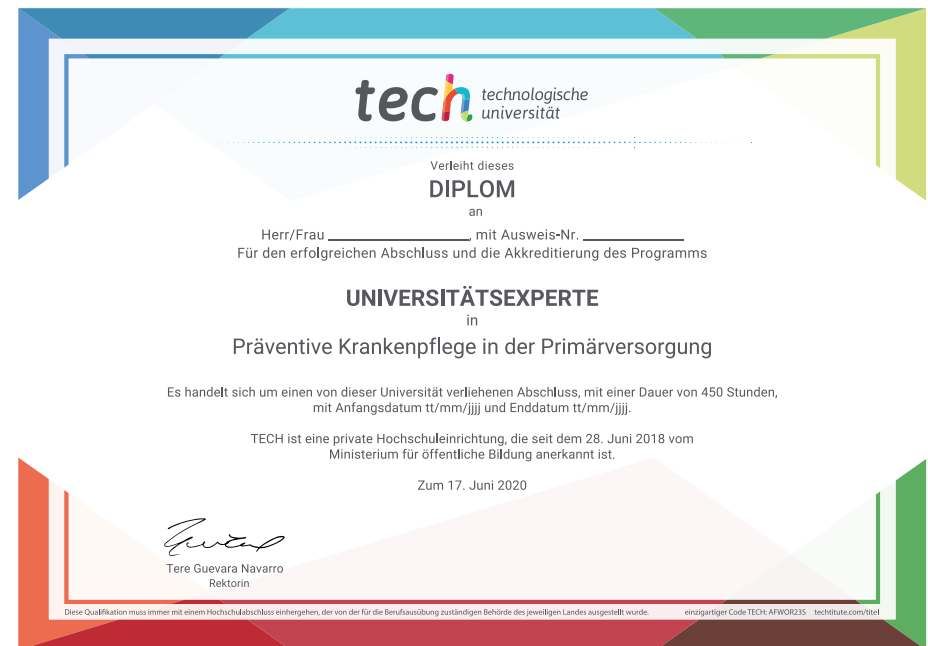 tech technologische
universität
Verleiht dieses
DIPLOM
an
Herr/Frau ____________, mit Ausweis-Nr. ____________
Für den erfolgreichen Abschluss und die Akkreditierung des Programms
UNIVERSITÄTSEXPERTE
in
Präventive Krankenpflege in der Primärversorgung
Es handelt sich um einen von dieser Universität verliehenen Abschluss, mit einer Dauer von 450 Stunden,
mit Anfangsdatum tt/mm/jjjj und Enddatum tt/mm/jjjj.
TECH ist eine private Hochschuleinrichtung, die seit dem 28. Juni 2018 vom
Ministerium für öffentliche Bildung anerkannt ist.
Zum 17. Juni 2020
Tere Guevara Navarro
Rektorin
Diese Qualifikation muss immer mit einem Hochschulabschluss einhergehen, der von der für die Berufsausübung zuständigen Behörde des jeweiligen Landes ausgestellt wurde. einzigartiger Code TECH: AFWOR23S techtitute.com/titel